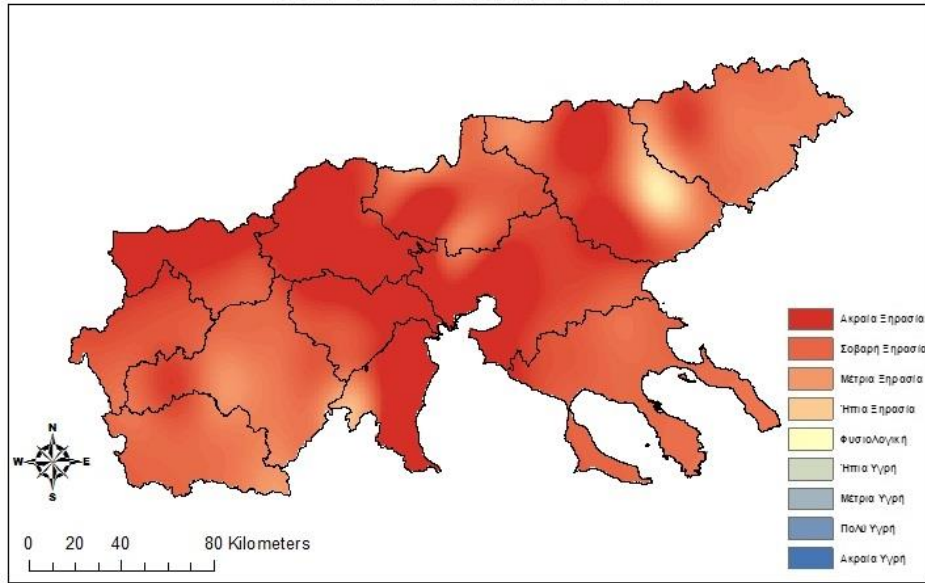 Ακραία Ξηρασία
Σοβαρή Ξηρασία
Μέτρια Ξηρασία
Ήπια Ξηρασία
Φυσιολογική
Ήπια Υγρή
Μέτρια Υγρή
Πολύ Υγρή
Ακραία Υγρή
N
W E
S
0 20 40 80 Kilometers